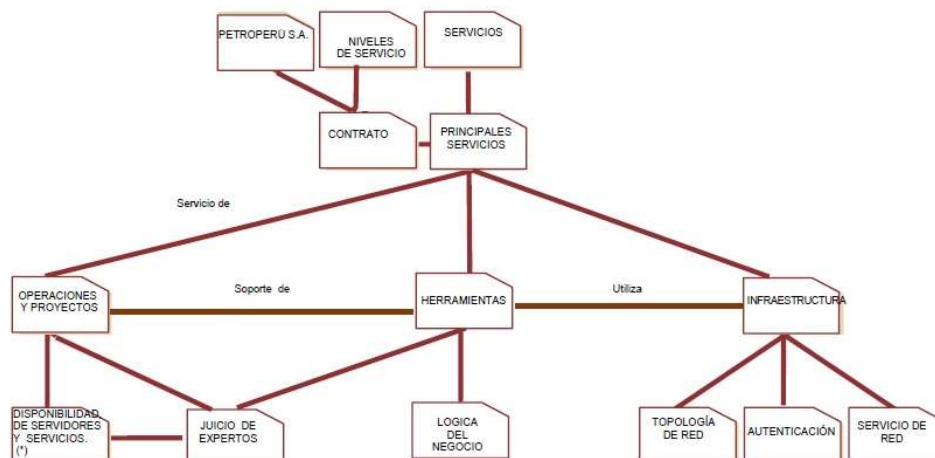 PETROPERÚ S.A.
NIVELES
DE SERVICIO
SERVICIOS
CONTRATO
PRINCIPALES
SERVICIOS
Servicio de
OPERACIONES
Y PROYECTOS
Soporte de
HERRAMIENTAS
Utiliza
INFRAESTRUCTURA
DISPONIBILIDAD
DE SERVIDORES
Y SERVICIOS.
(*)
JUICIO DE
EXPERTOS
LOGICA
DEL
NEGOCIO
TOPOLOGÍA
DE RED
AUTENTICACIÓN
SERVICIO DE
RED